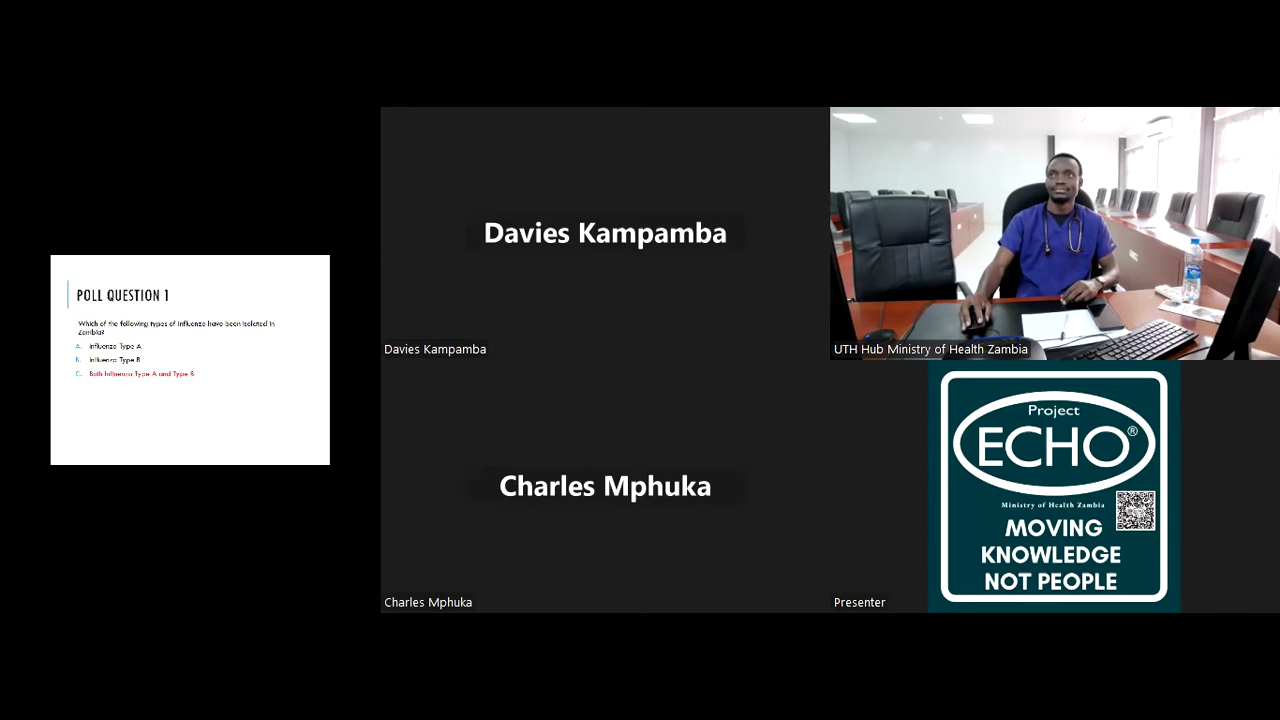 POLL QUESTION 1
Which of the following types of Influenza have been isolated in
Zambia?
A. Influenza Type A
B. Influenza Type B
C. Both Influenza Type A and Type B
Davies Kampamba
Davies Kampamba
UTH Hub Ministry of Health Zambia
Charles Mphuka
Charles Mphuka
Project
ECHO®
Ministry of Health Zambia
MOVING
KNOWLEDGE
NOT PEOPLE
Presenter